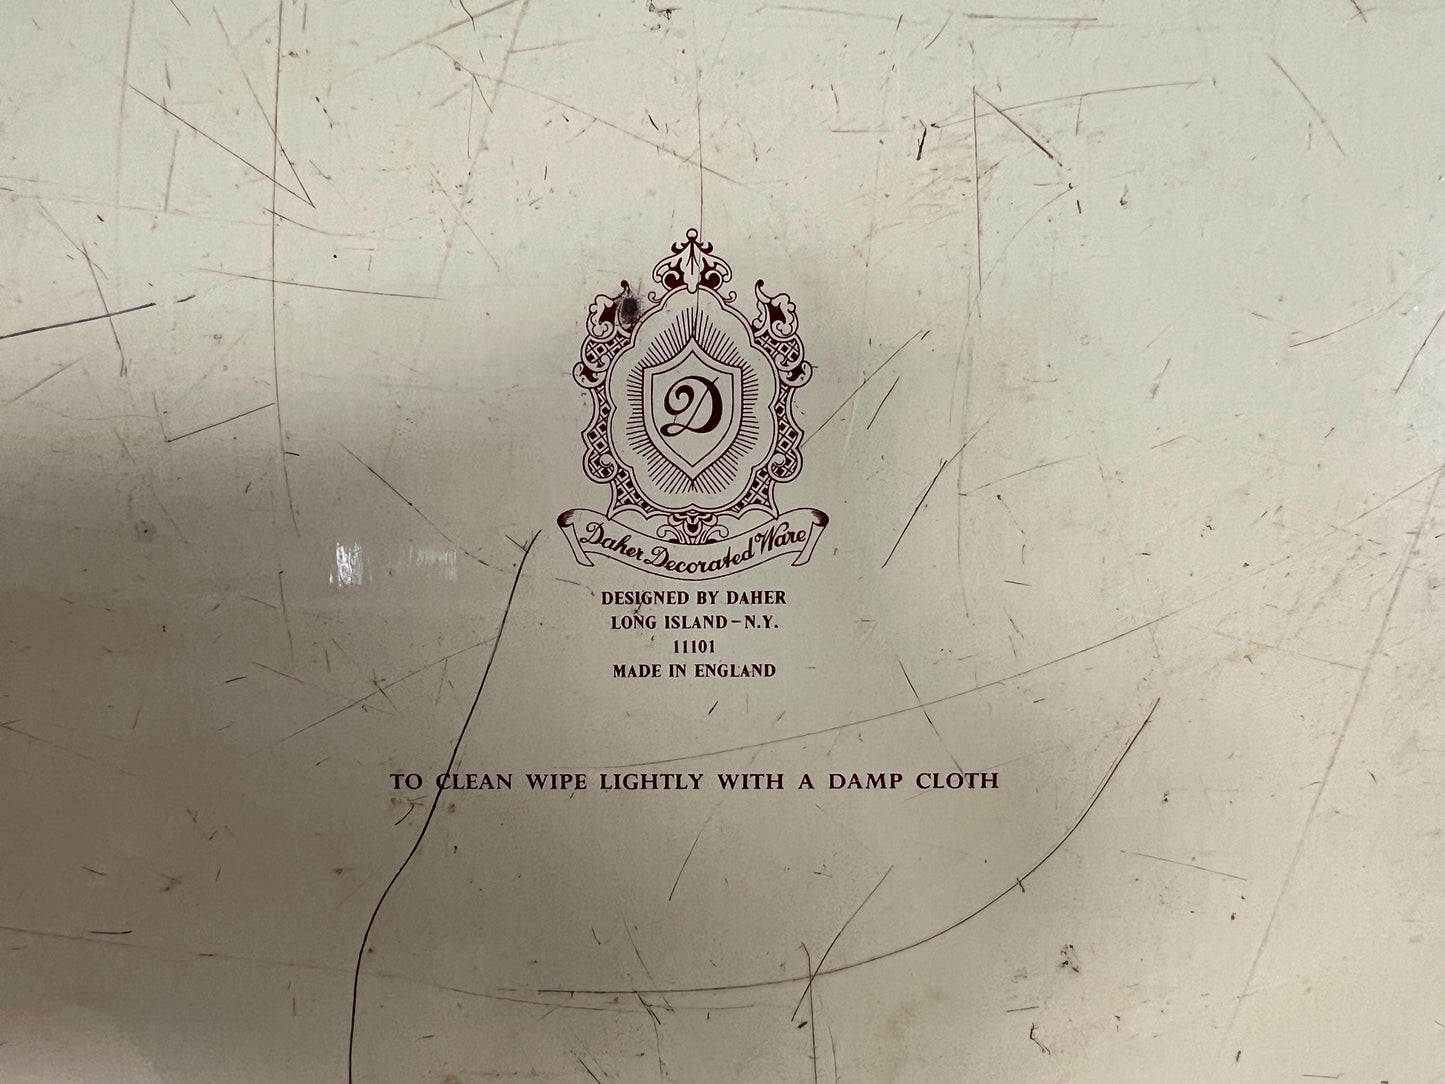 D
Daher Decorated Ware
DESIGNED BY DAHER
LONG ISLAND-N.Y.
11101
MADE IN ENGLAND
TO CLEAN WIPE LIGHTLY WITH A DAMP CLOTH